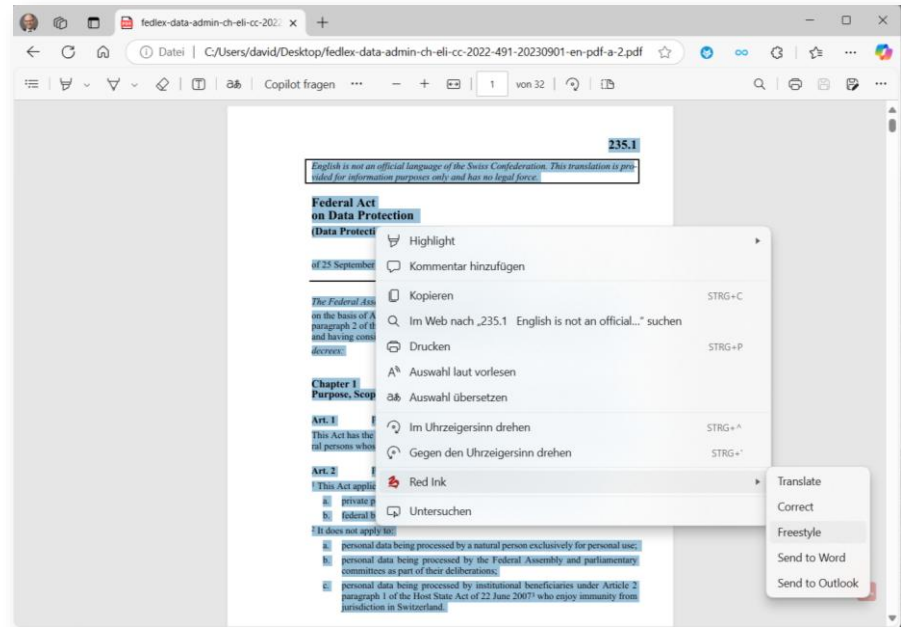 fedlex-data-admin-ch-eli-cc-202
Datei | C:/Users/david/Desktop/fedlex-data-admin-ch-eli-cc-2022-491-20230901-en-pdf-a-2.pdf
aあ Copilot fragen 1 von 32
235.1
English is not an official language of the Swiss Confederation. This translation is pro-
vided for information purposes only and has no legal force.
Federal Act
on Data Protection
(Data Protecti
of 25 September
The Federal Ass
on the basis of A
paragraph 2 of th
and having consi
decrees:
Chapter 1
Purpose, Scop
Art. 1
This Act has the
ral persons whos
Art. 2
1 This Act applie
a. private p
b. federal b
2 It does not apply to:
a. personal data being processed by a natural person exclusively for personal use;
b. personal data being processed by the Federal Assembly and parliamentary
committees as part of their deliberations;
c. personal data being processed by institutional beneficiaries under Article 2
paragraph 1 of the Host State Act of 22 June 2007³ who enjoy immunity from
jurisdiction in Switzerland.
Highlight
Kommentar hinzufügen
Kopieren STRG+C
Im Web nach „235.1 English is not an official...“ suchen
Drucken STRG+P
Auswahl laut vorlesen
Auswahl übersetzen
Im Uhrzeigersinn drehen STRG+^
Gegen den Uhrzeigersinn drehen STRG+'
Red Ink
Untersuchen
Translate
Correct
Freestyle
Send to Word
Send to Outlook